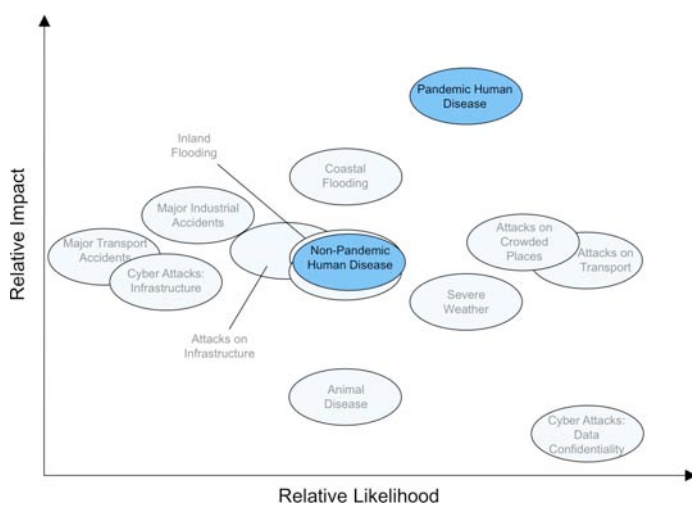 Pandemic Human
Disease
Inland
Flooding
Coastal
Flooding
Major Industrial
Accidents
Major Transport
Accidents
Non-Pandemic
Human Disease
Attacks on
Crowded
Places
Attacks on
Transport
Cyber Attacks:
Infrastructure
Severe
Weather
Attacks on
Infrastructure
Animal
Disease
Cyber Attacks:
Data
Confidentiality
Relative Impact
Relative Likelihood